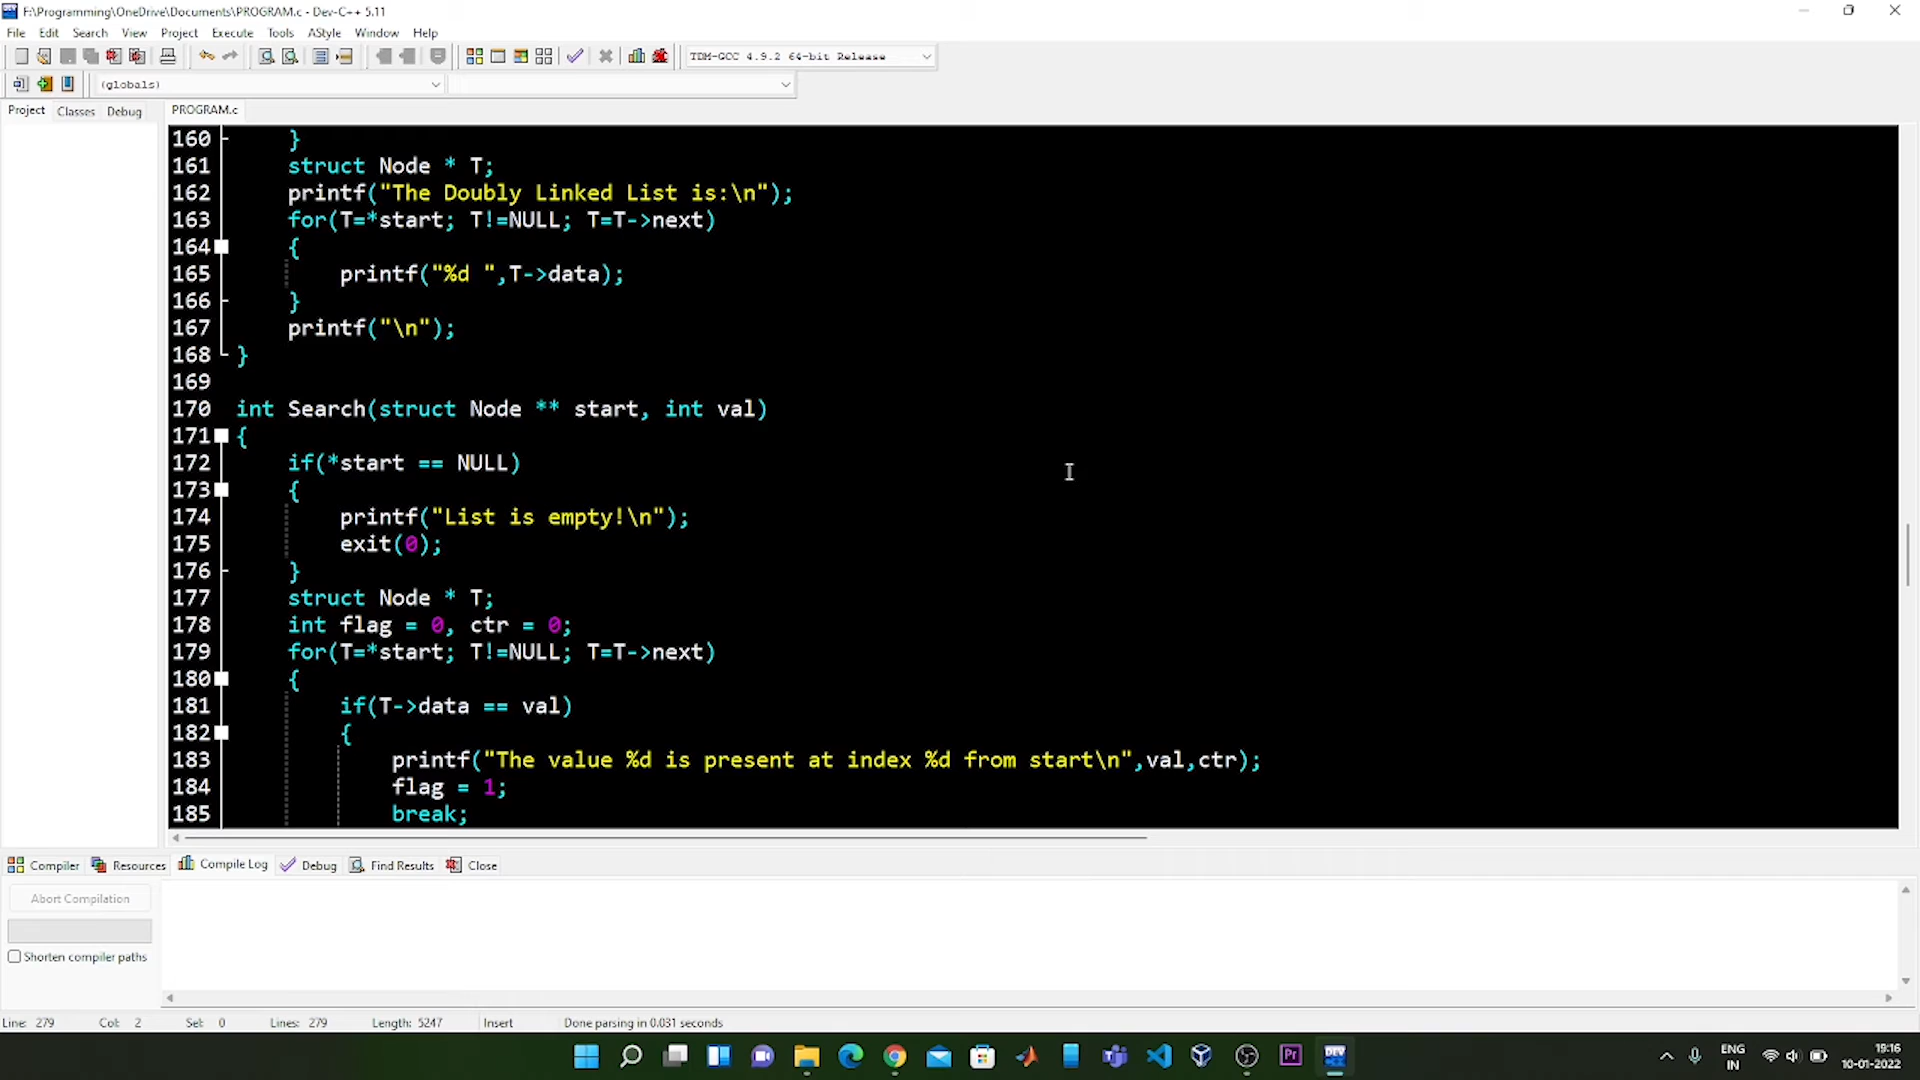 F:\Programming\OneDrive\Documents\PROGRAM.c - Dev-C++ 5.11
File Edit Search View Project Execute Tools AStyle Window Help
TDM-GCC 4.9.2 64-bit Release
(globals)
Project Classes Debug PROGRAM.c
160 }
161 struct Node * T;
162 printf("The Doubly Linked List is:\n");
163 for(T=*start; T!=NULL; T=T->next)
164 {
165 printf("%d ",T->data);
166 }
167 printf("\n");
168 }
169
170 int Search(struct Node ** start, int val)
171 {
172 if(*start == NULL)
173 {
174 printf("List is empty!\n");
175 exit(0);
176 }
177 struct Node * T;
178 int flag = 0, ctr = 0;
179 for(T=*start; T!=NULL; T=T->next)
180 {
181 if(T->data == val)
182 {
183 printf("The value %d is present at index %d from start\n",val,ctr);
184 flag = 1;
185 break;
Compiler Resources Compile Log Debug Find Results Close
Abort Compilation
Shorten compiler paths
Line: 279 Col: 2 Sel: 0 Lines: 279 Length: 5247 Insert Done parsing in 0.031 seconds
DEV
Pr
ENG
IN
19:16
10-01-2022